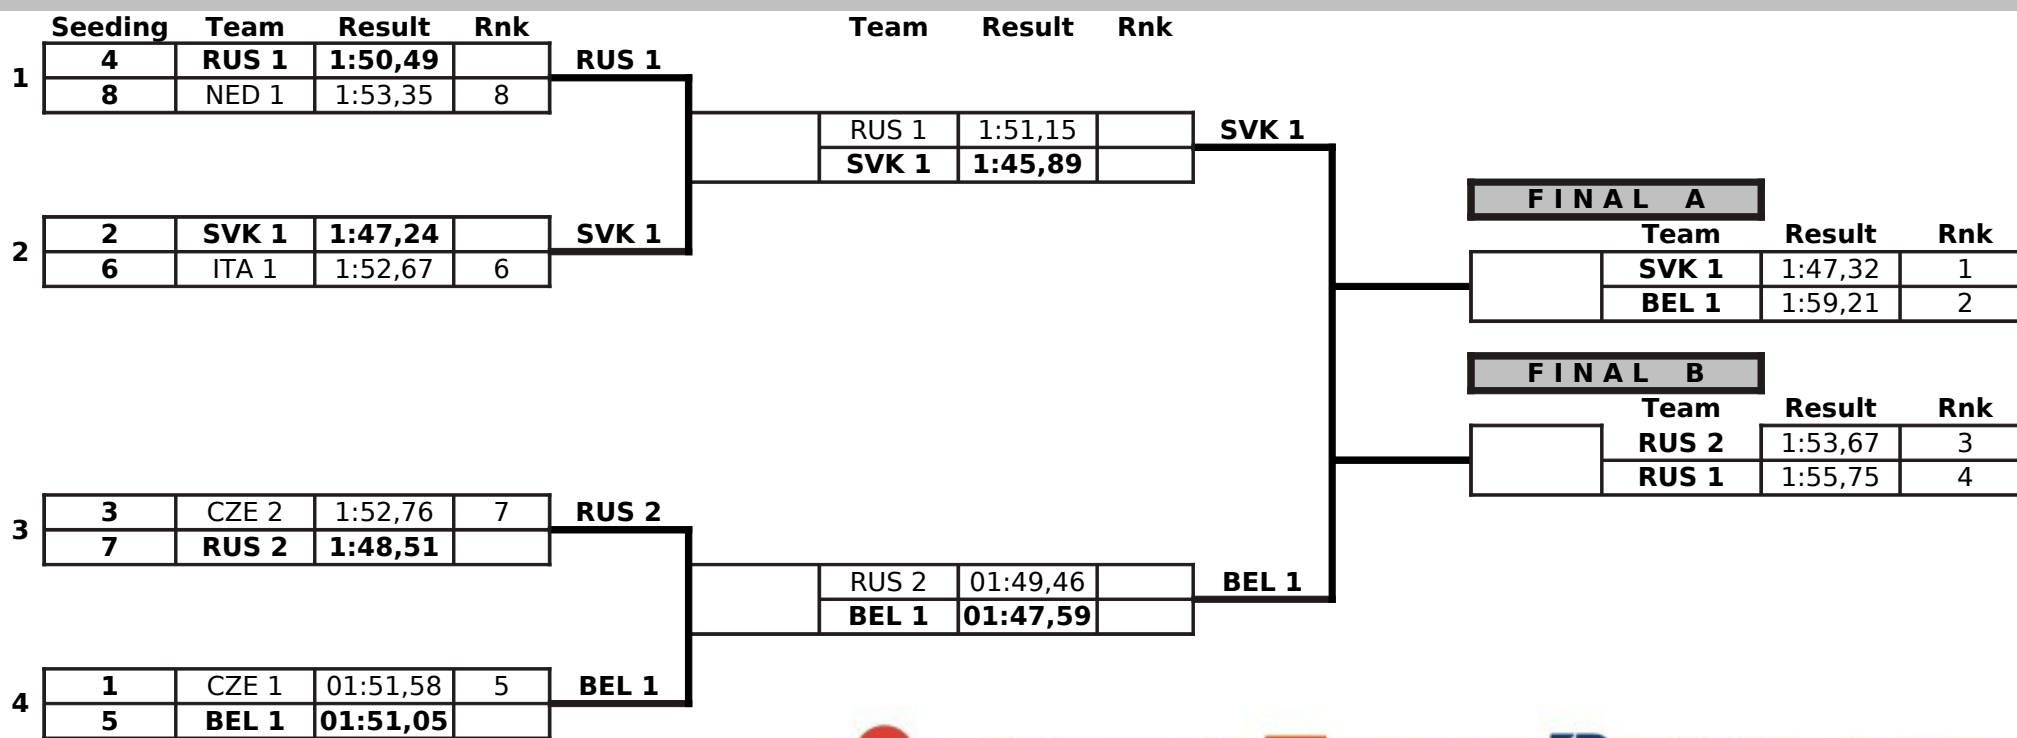 Seeding Team Result Rnk Team Result Rnk
1 4 RUS 1 1:50,49 RUS 1
8 NED 1 1:53,35 8
RUS 1 1:51,15 SVK 1
SVK 1 1:45,89
FINAL A
2 2 SVK 1 1:47,24 SVK 1 Team Result Rnk
6 ITA 1 1:52,67 6 SVK 1 1:47,32 1
BEL 1 1:59,21 2
FINAL B
Team Result Rnk
RUS 2 1:53,67 3
RUS 1 1:55,75 4
3 3 CZE 2 1:52,76 7 RUS 2
7 RUS 2 1:48,51
RUS 2 01:49,46 BEL 1
BEL 1 01:47,59
4 1 CZE 1 01:51,58 5 BEL 1
5 BEL 1 01:51,05